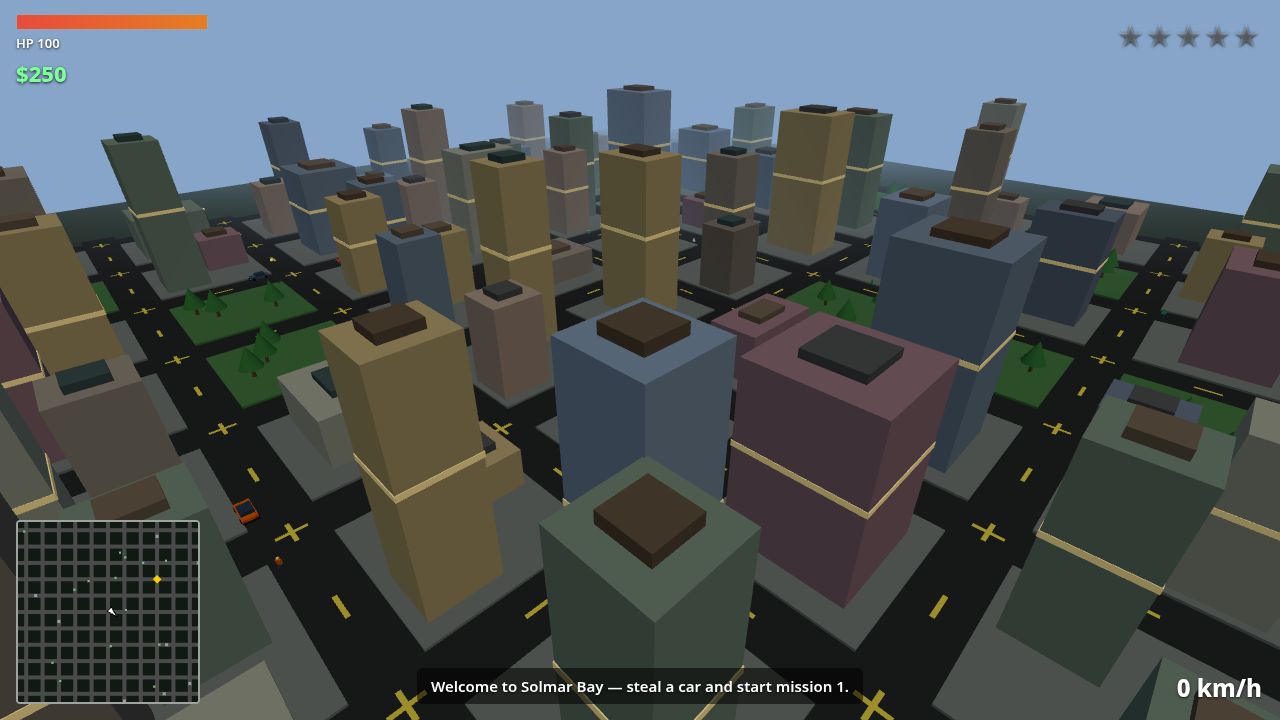 HP 100
$250
Welcome to Solmar Bay — steal a car and start mission 1.
0 km/h